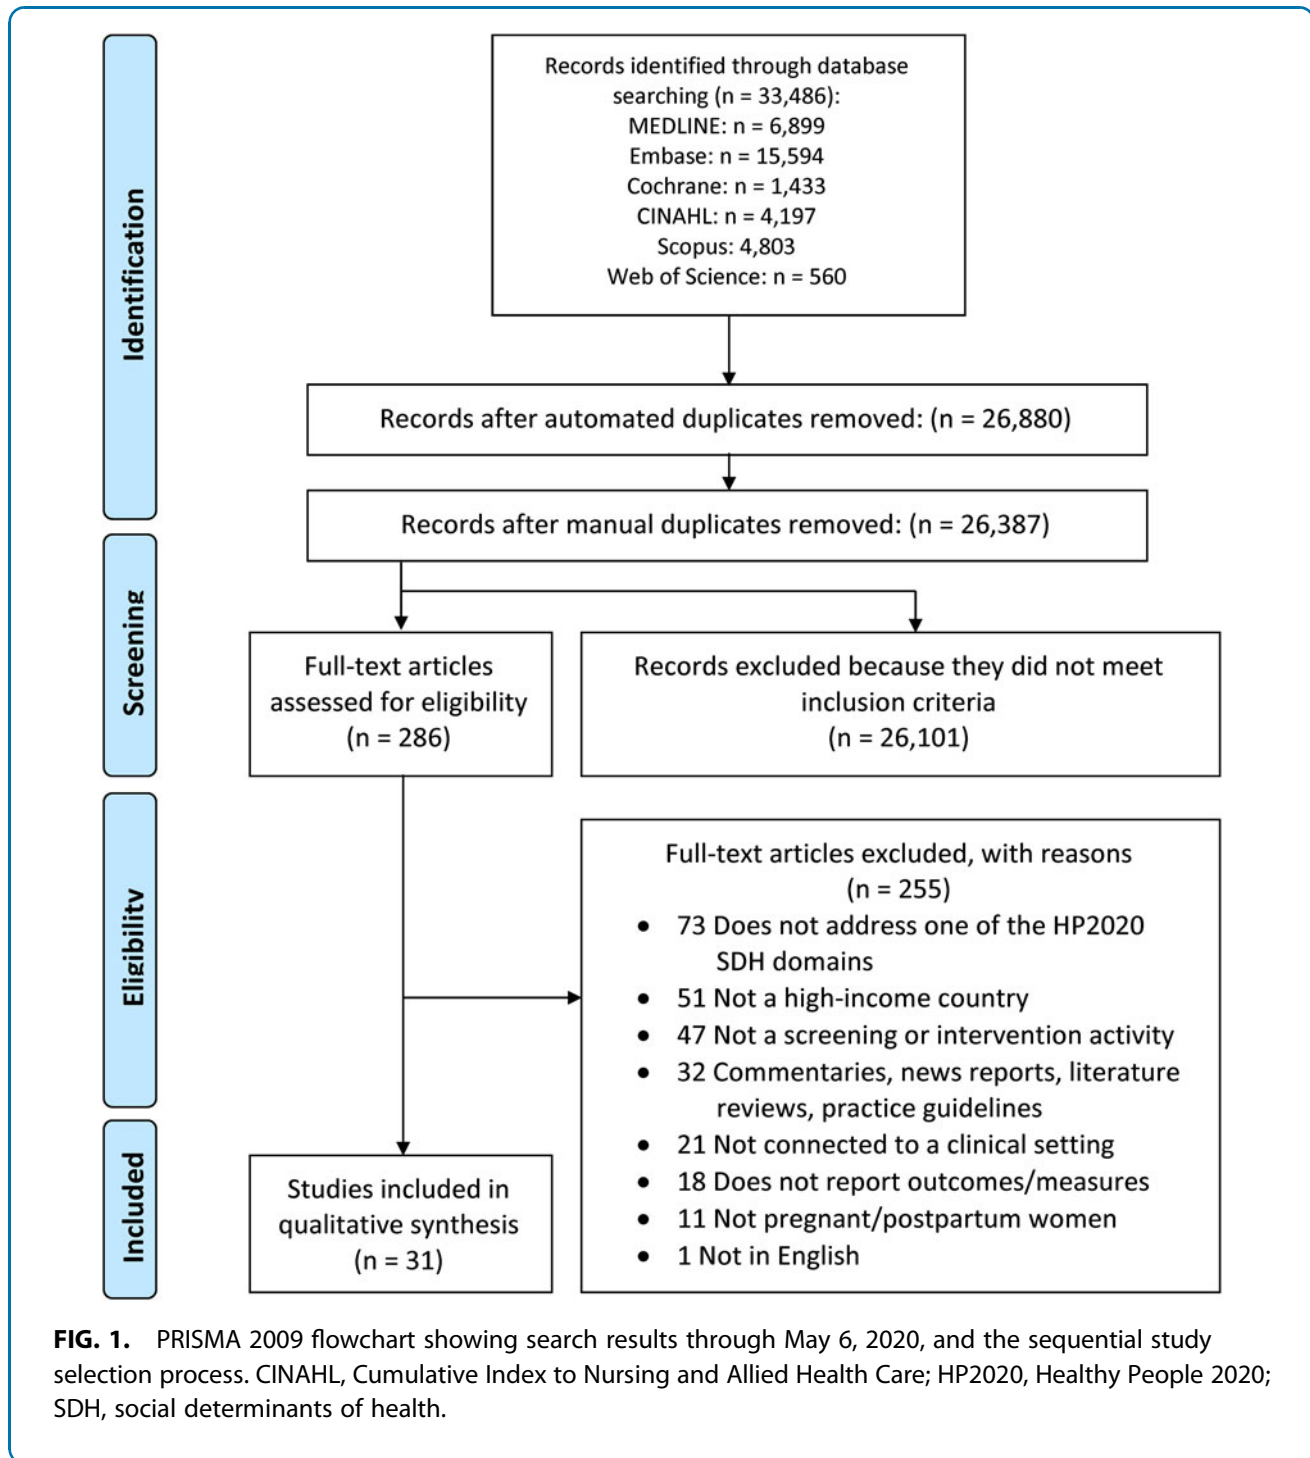 Identification
Records identified through database
searching (n = 33,486):
MEDLINE: n = 6,899
Embase: n = 15,594
Cochrane: n = 1,433
CINAHL: n = 4,197
Scopus: 4,803
Web of Science: n = 560
Records after automated duplicates removed: (n = 26,880)
Records after manual duplicates removed: (n = 26,387)
Screening
Full-text articles
assessed for eligibility
(n = 286)
Records excluded because they did not meet
inclusion criteria
(n = 26,101)
Eligibility
Full-text articles excluded, with reasons
(n = 255)
• 73 Does not address one of the HP2020
SDH domains
• 51 Not a high-income country
• 47 Not a screening or intervention activity
• 32 Commentaries, news reports, literature
reviews, practice guidelines
• 21 Not connected to a clinical setting
• 18 Does not report outcomes/measures
• 11 Not pregnant/postpartum women
• 1 Not in English
Included
Studies included in
qualitative synthesis
(n = 31)
FIG. 1. PRISMA 2009 flowchart showing search results through May 6, 2020, and the sequential study
selection process. CINAHL, Cumulative Index to Nursing and Allied Health Care; HP2020, Healthy People 2020;
SDH, social determinants of health.